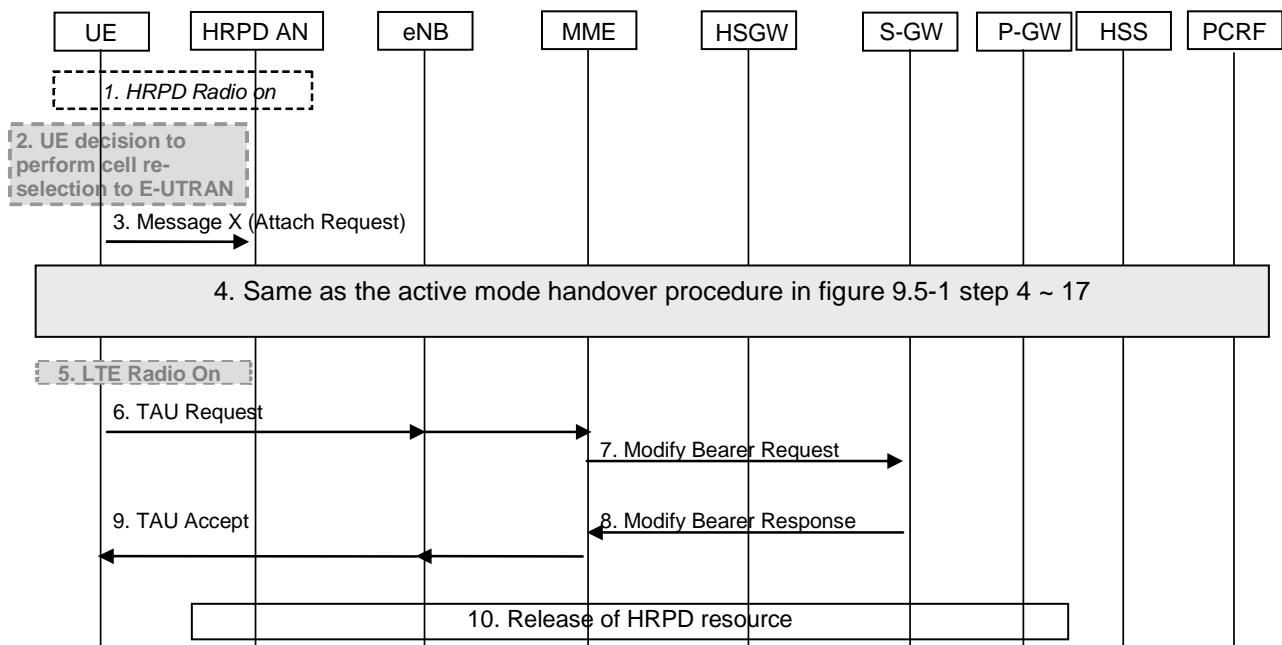 UE HRPD AN eNB MME HSGW S-GW P-GW HSS PCRF
1. HRPD Radio on
2. UE decision to
perform cell re-
selection to E-UTRAN
3. Message X (Attach Request)
4. Same as the active mode handover procedure in figure 9.5-1 step 4 ~ 17
5. LTE Radio On
6. TAU Request
7. Modify Bearer Request
9. TAU Accept
8. Modify Bearer Response
10. Release of HRPD resource